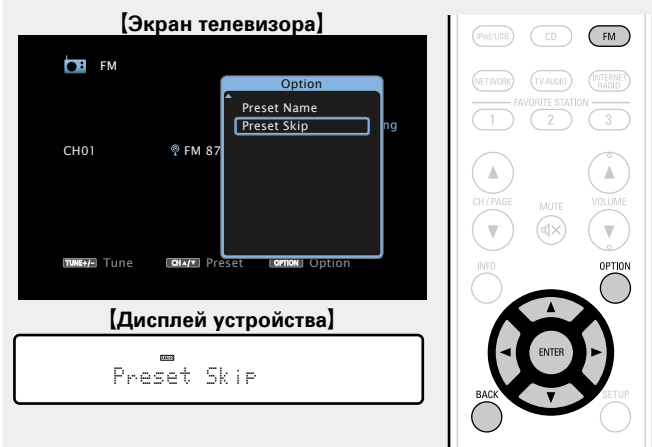 【Экран телевизора】
FM
Option
Preset Name
Preset Skip
ng
CH01
FM 87
TUNE+/- Tune
CH▲/▼ Preset
OPTION Option
【Дисплей устройства】
Preset Skip
iPod/USB
CD
FM
NETWORK
TV AUDIO
INTERNET RADIO
FAVORITE STATION
1
2
3
CH / PAGE
MUTE
VOLUME
INFO
OPTION
ENTER
BACK
SETUP